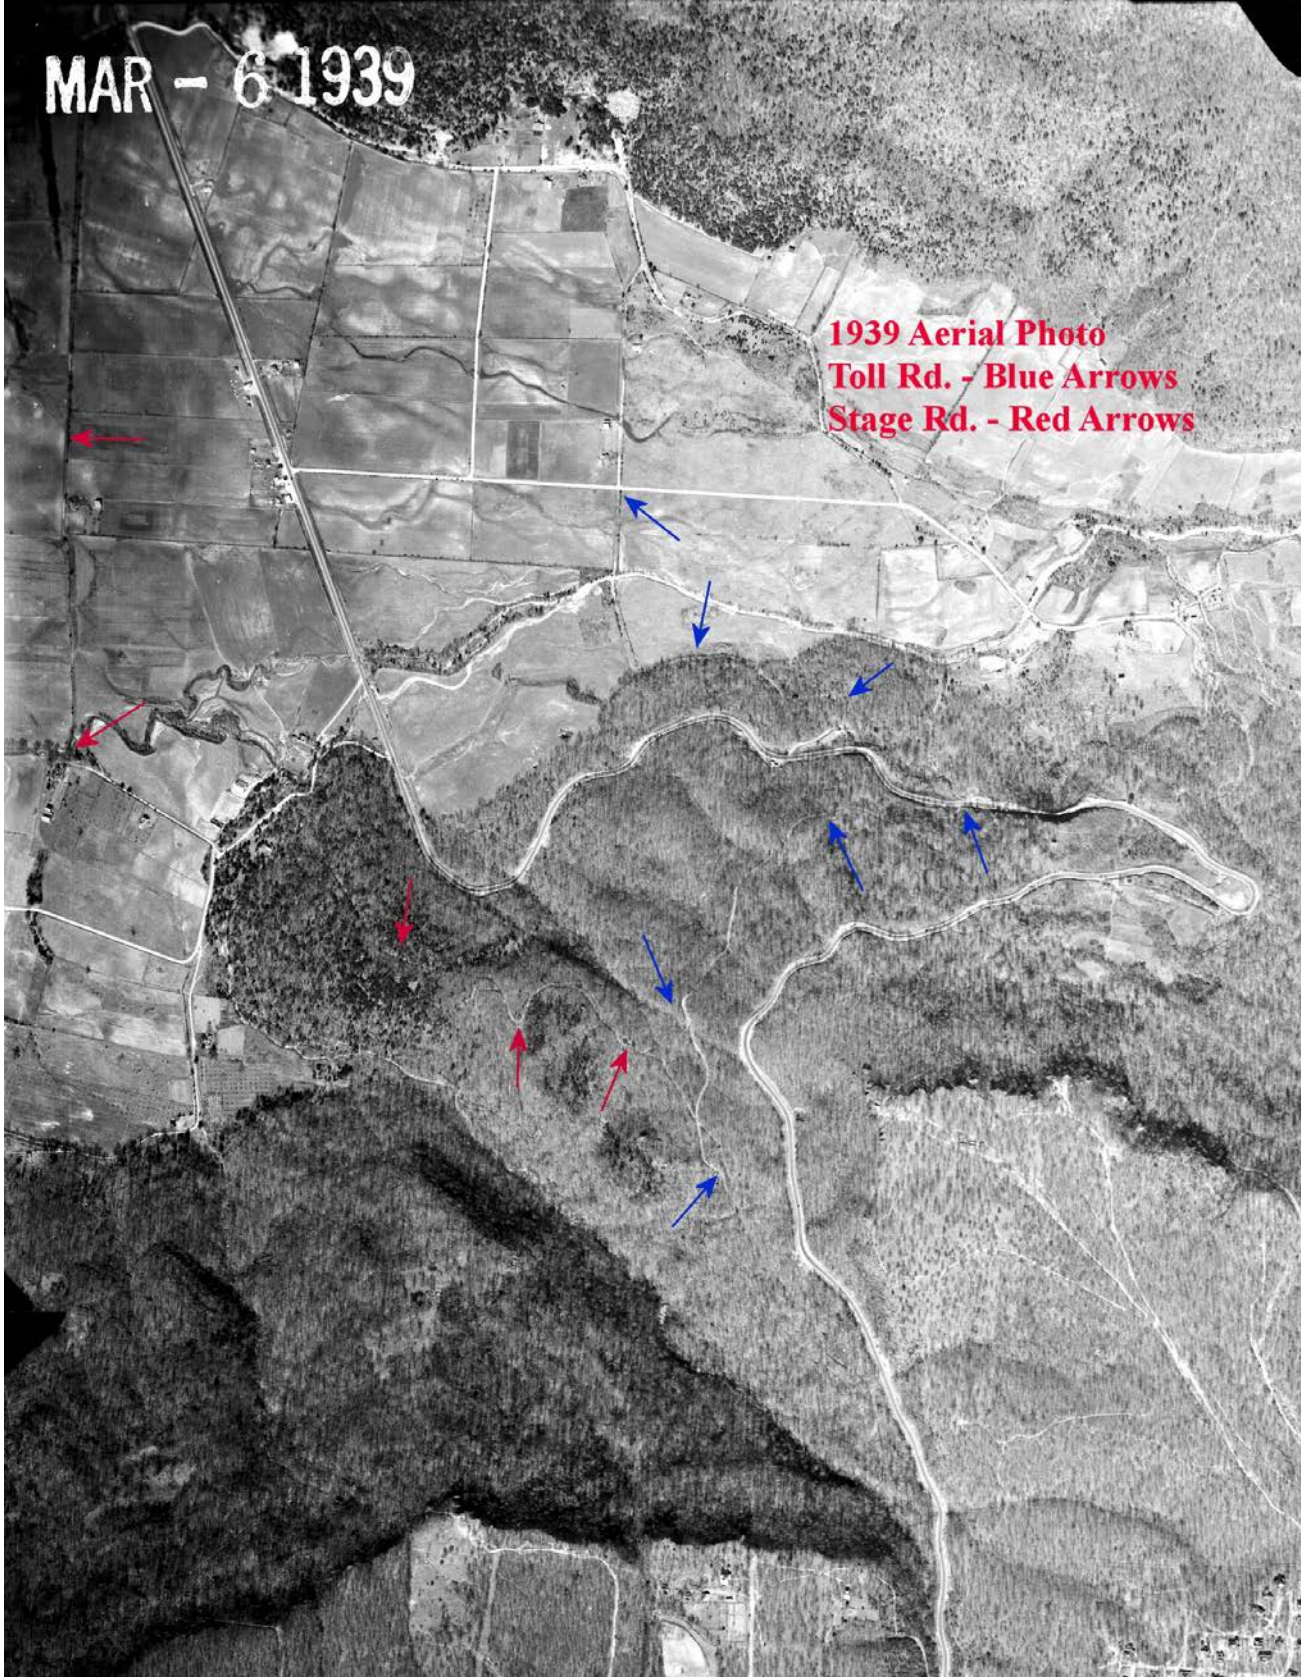 MAR - 6 1939
1939 Aerial Photo
Toll Rd. - Blue Arrows
Stage Rd. - Red Arrows